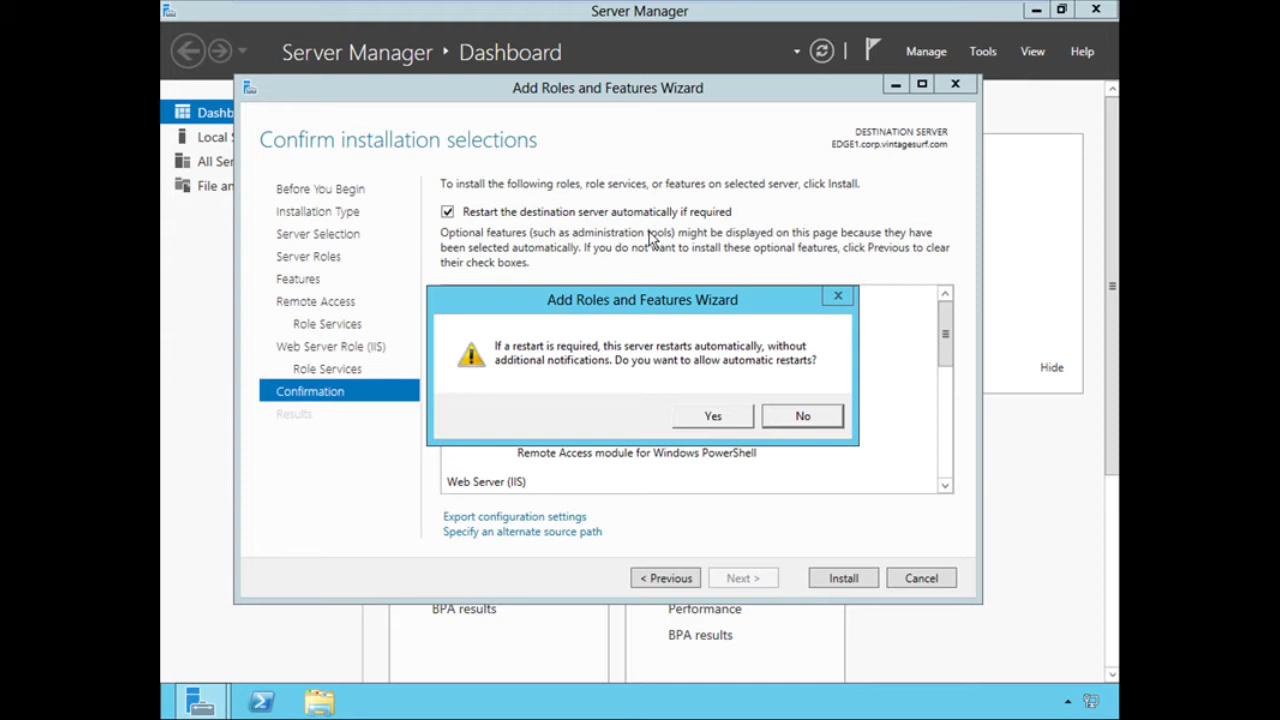 Server Manager
Server Manager ‣ Dashboard
Manage
Tools
View
Help
Add Roles and Features Wizard
Dashb
Local S
All Ser
File an
Confirm installation selections
DESTINATION SERVER
EDGE1.corp.vintagesurf.com
Before You Begin
Installation Type
Server Selection
Server Roles
Features
Remote Access
Role Services
Web Server Role (IIS)
Role Services
Confirmation
Results
To install the following roles, role services, or features on selected server, click Install.
Restart the destination server automatically if required
Optional features (such as administration tools) might be displayed on this page because they have
been selected automatically. If you do not want to install these optional features, click Previous to clear
their check boxes.
Add Roles and Features Wizard
If a restart is required, this server restarts automatically, without
additional notifications. Do you want to allow automatic restarts?
Yes
No
Remote Access module for Windows PowerShell
Web Server (IIS)
Export configuration settings
Specify an alternate source path
< Previous
Next >
Install
Cancel
Hide
BPA results
Performance
BPA results